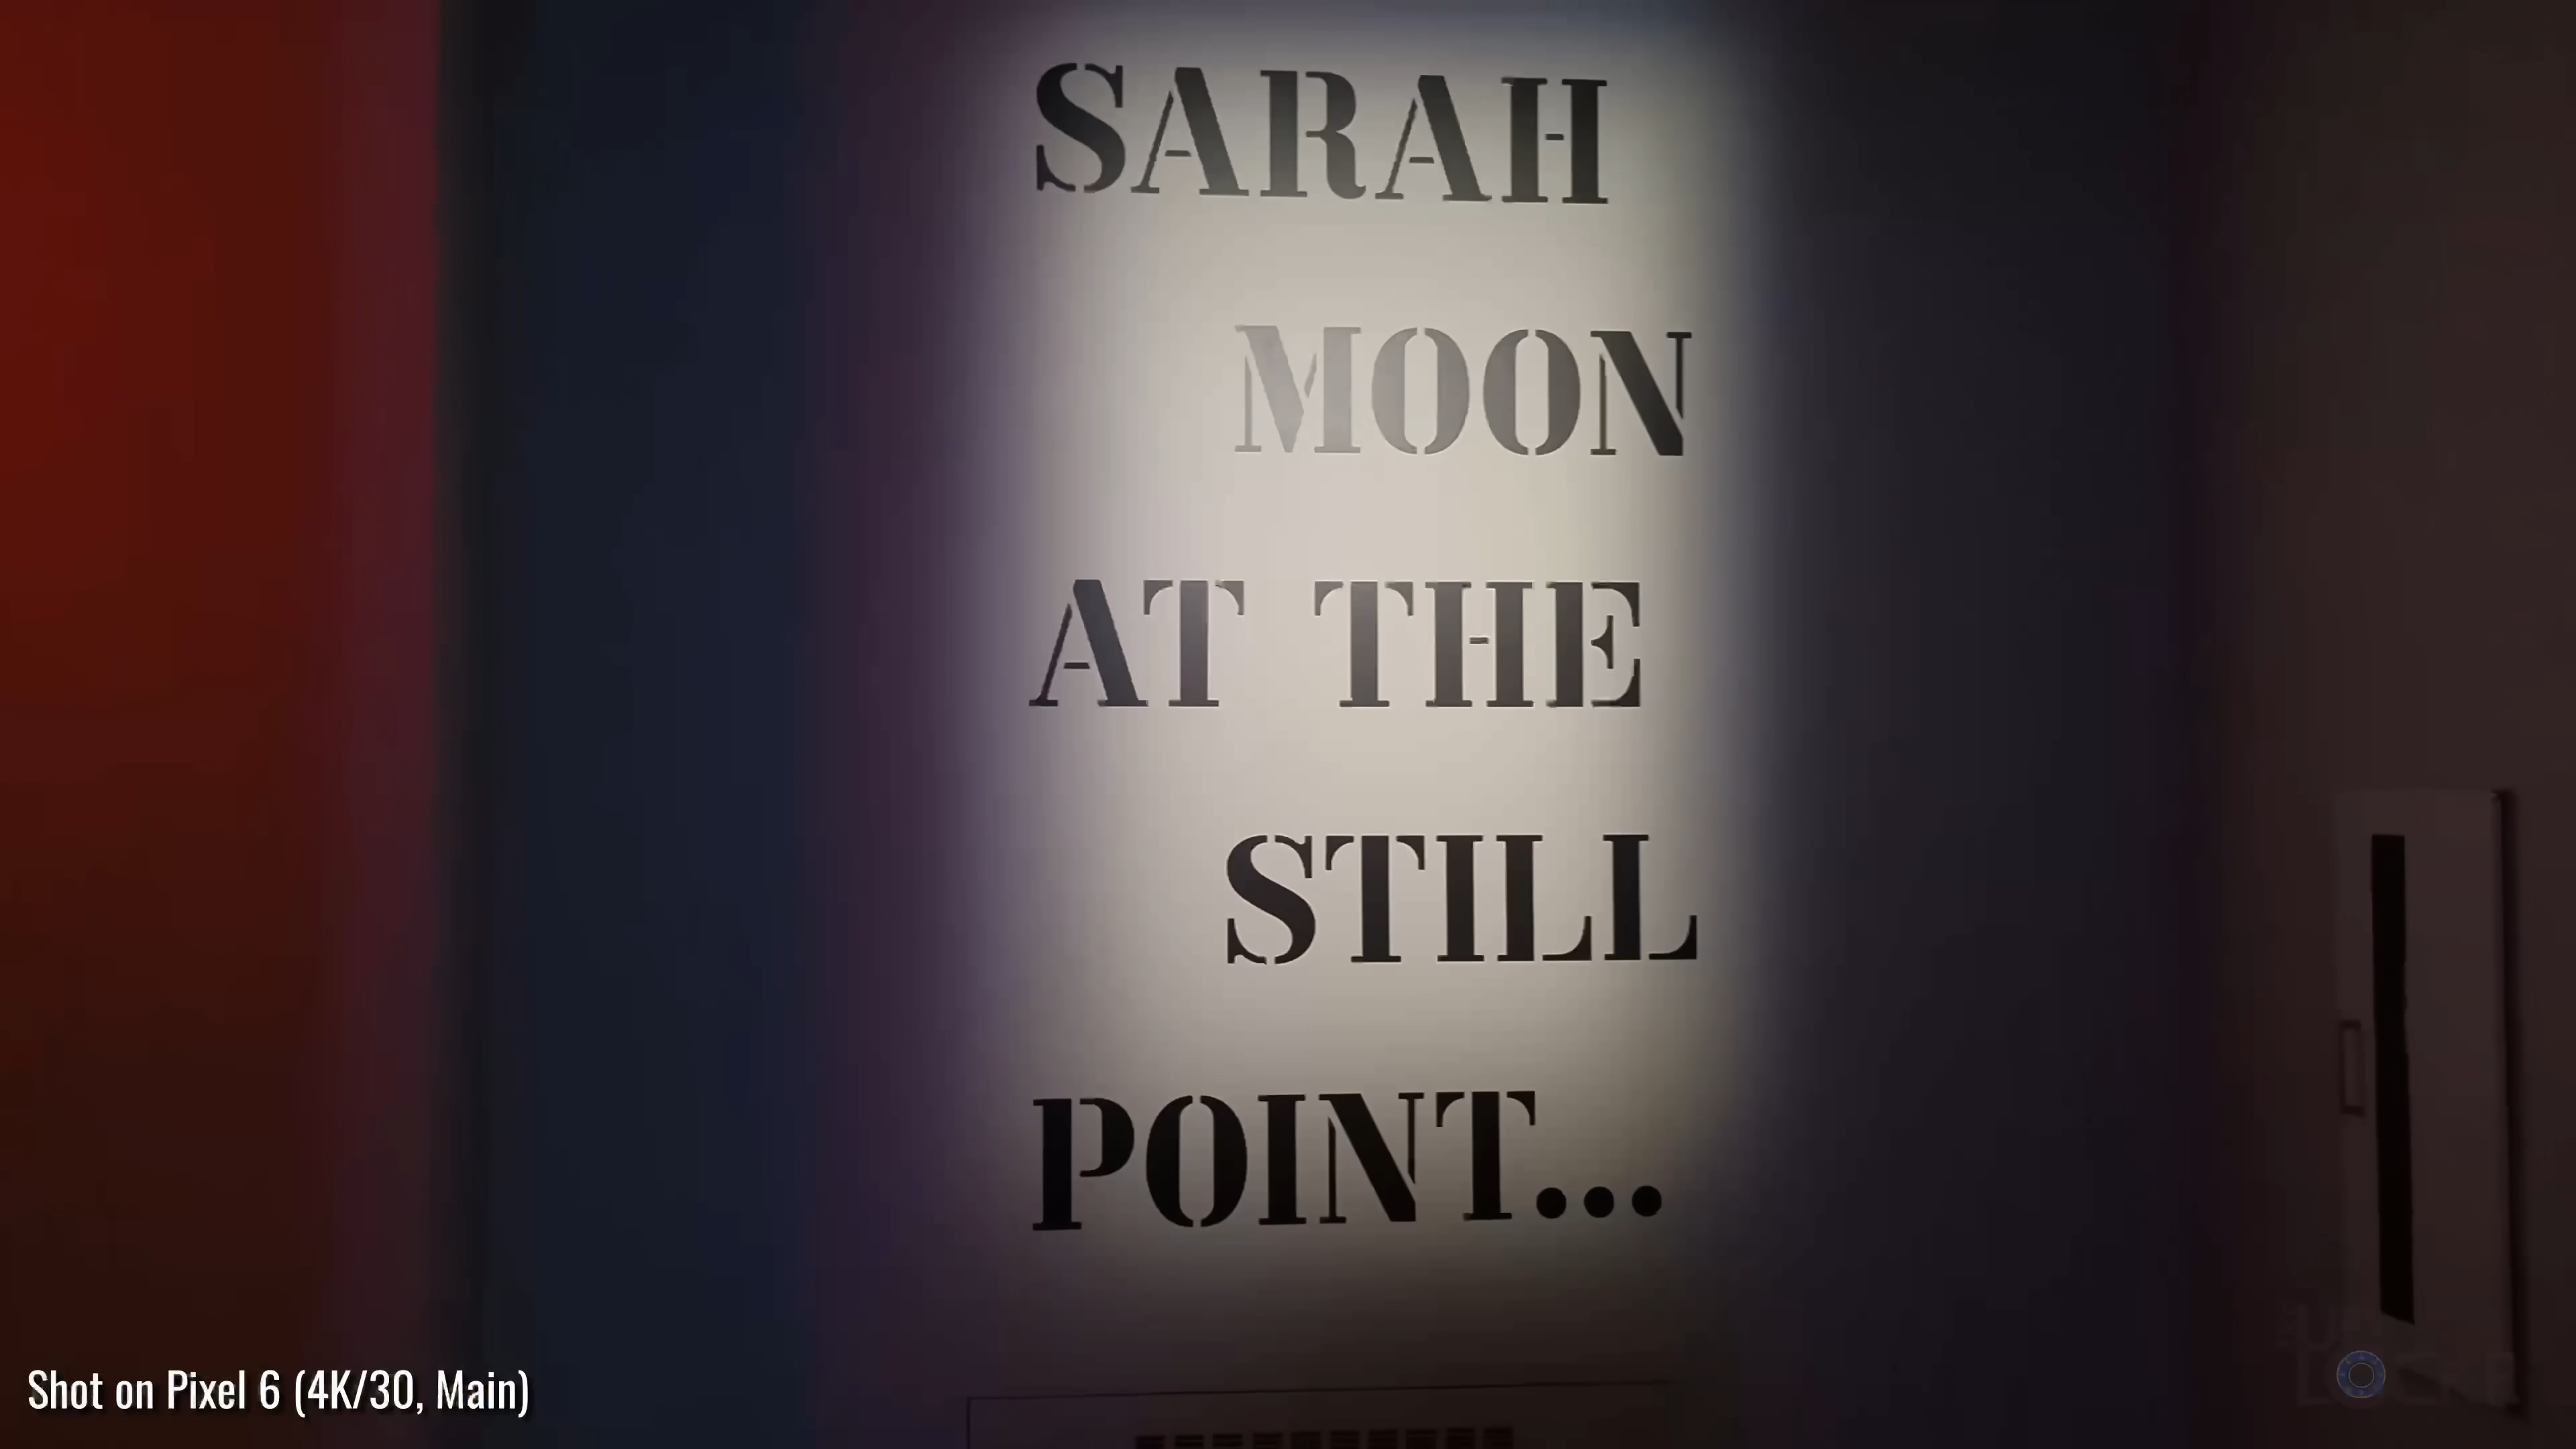 SARAH
MOON
AT THE
STILL
POINT...
Shot on Pixel 6 (4K/30, Main)